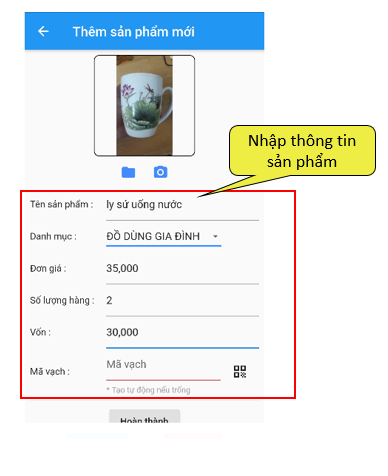 Thêm sản phẩm mới
Nhập thông tin
sản phẩm
Tên sản phẩm : ly sứ uống nước
Danh mục : ĐỒ DÙNG GIA ĐÌNH
Đơn giá : 35,000
Số lượng hàng : 2
Vốn : 30,000
Mã vạch : Mã vạch
* Tạo tự động nếu trống
Hoàn thành